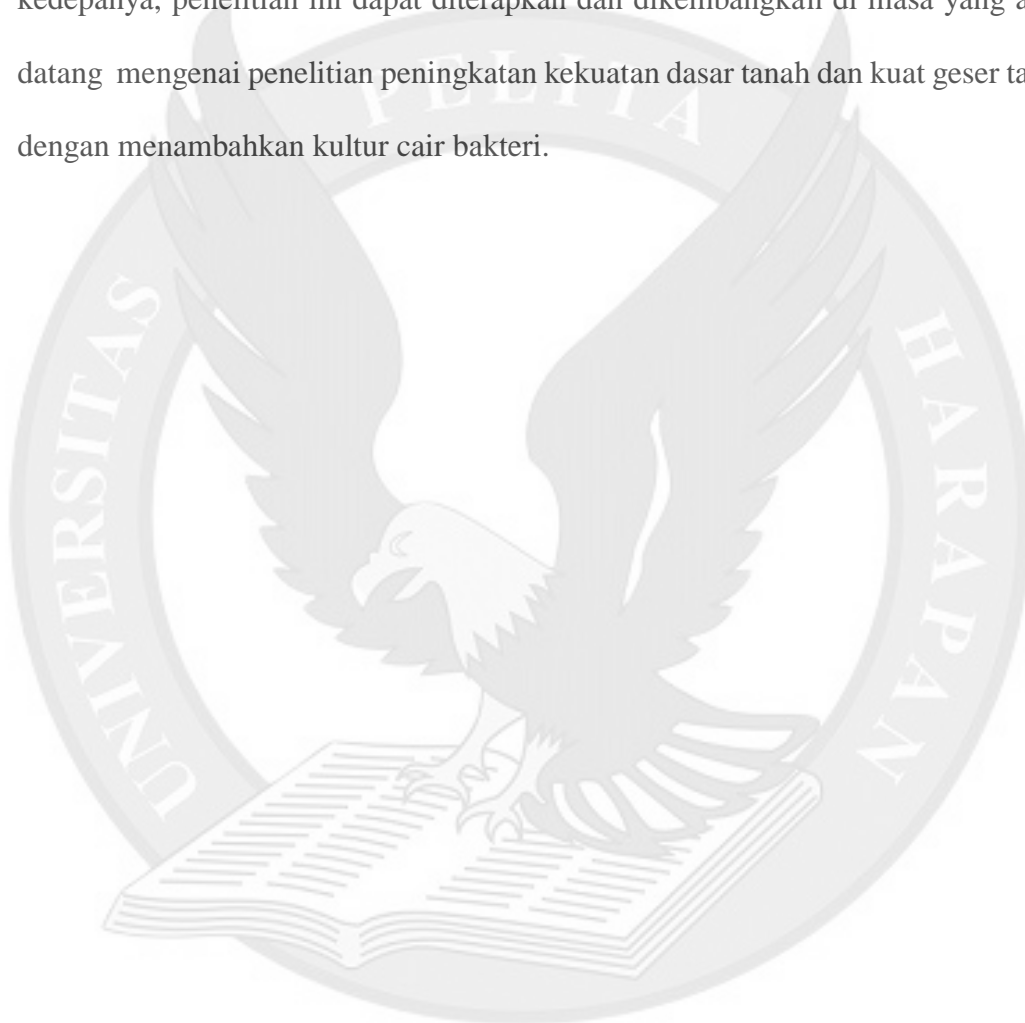 kedepanya, penelitian ini dapat diterapkan dan dikembangkan di masa yang a
datang mengenai penelitian peningkatan kekuatan dasar tanah dan kuat geser ta
dengan menambahkan kultur cair bakteri.
UNIVERSITAS PELITA HARAPAN